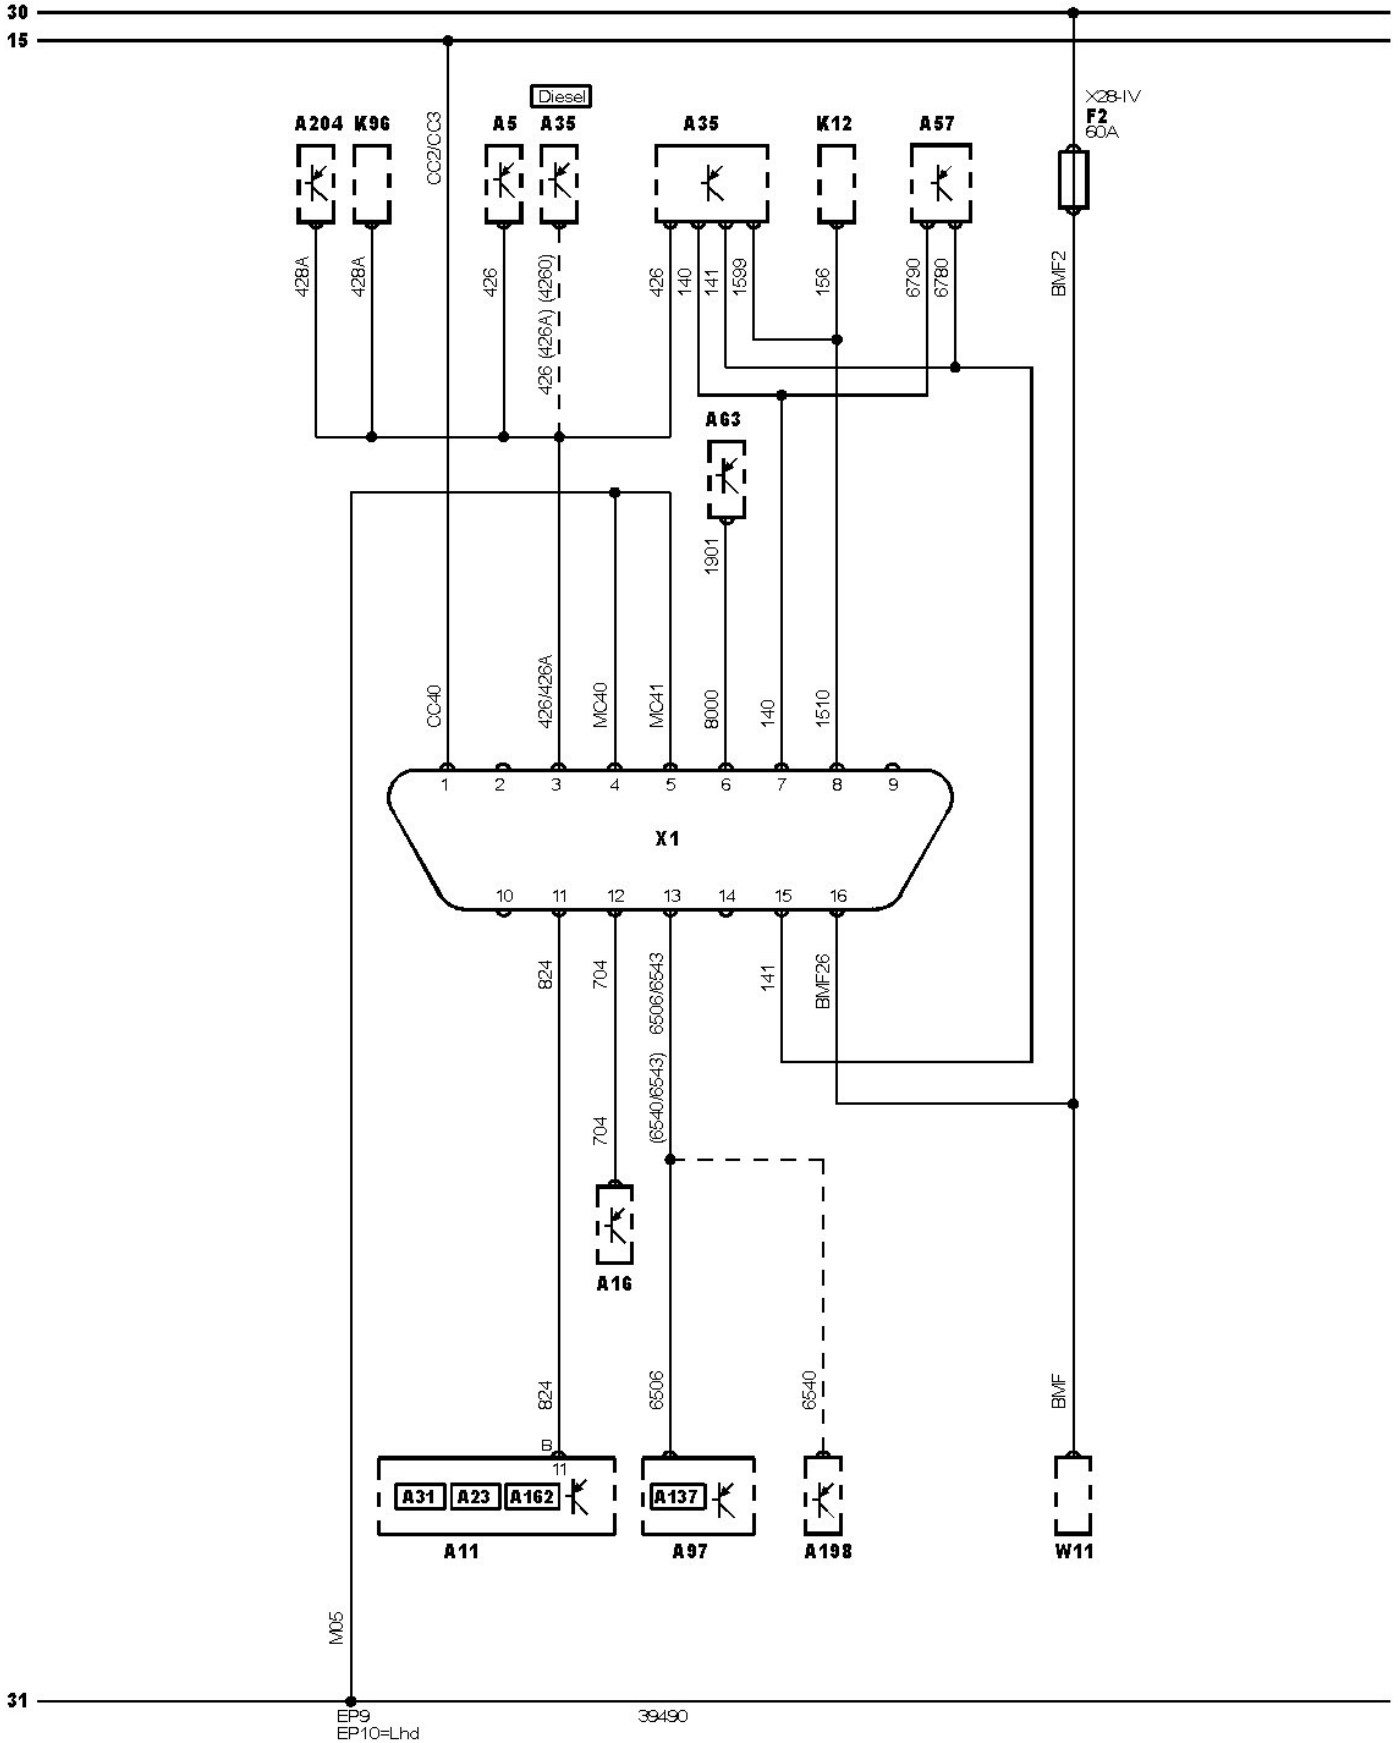 30
15
Diesel
X28-IV
F2
60A
A204 K96 A5 A35 A35 K12 A57
CC2/CC3
428A
428A
426
426 (426A) (4260)
426
140
141
1599
156
6790
6780
BMF2
A63
1901
CC40
426/426A
MC40
MC41
8000
140
1510
1 2 3 4 5 6 7 8 9
X1
10 11 12 13 14 15 16
824
704
(6540/6543) 6506/6543
141
BMF26
704
A16
824
6506
6540
BMF
B
11
A31 A23 A162
A137
A11 A97 A198 W11
M05
31
EP9
EP10=Lhd
39490